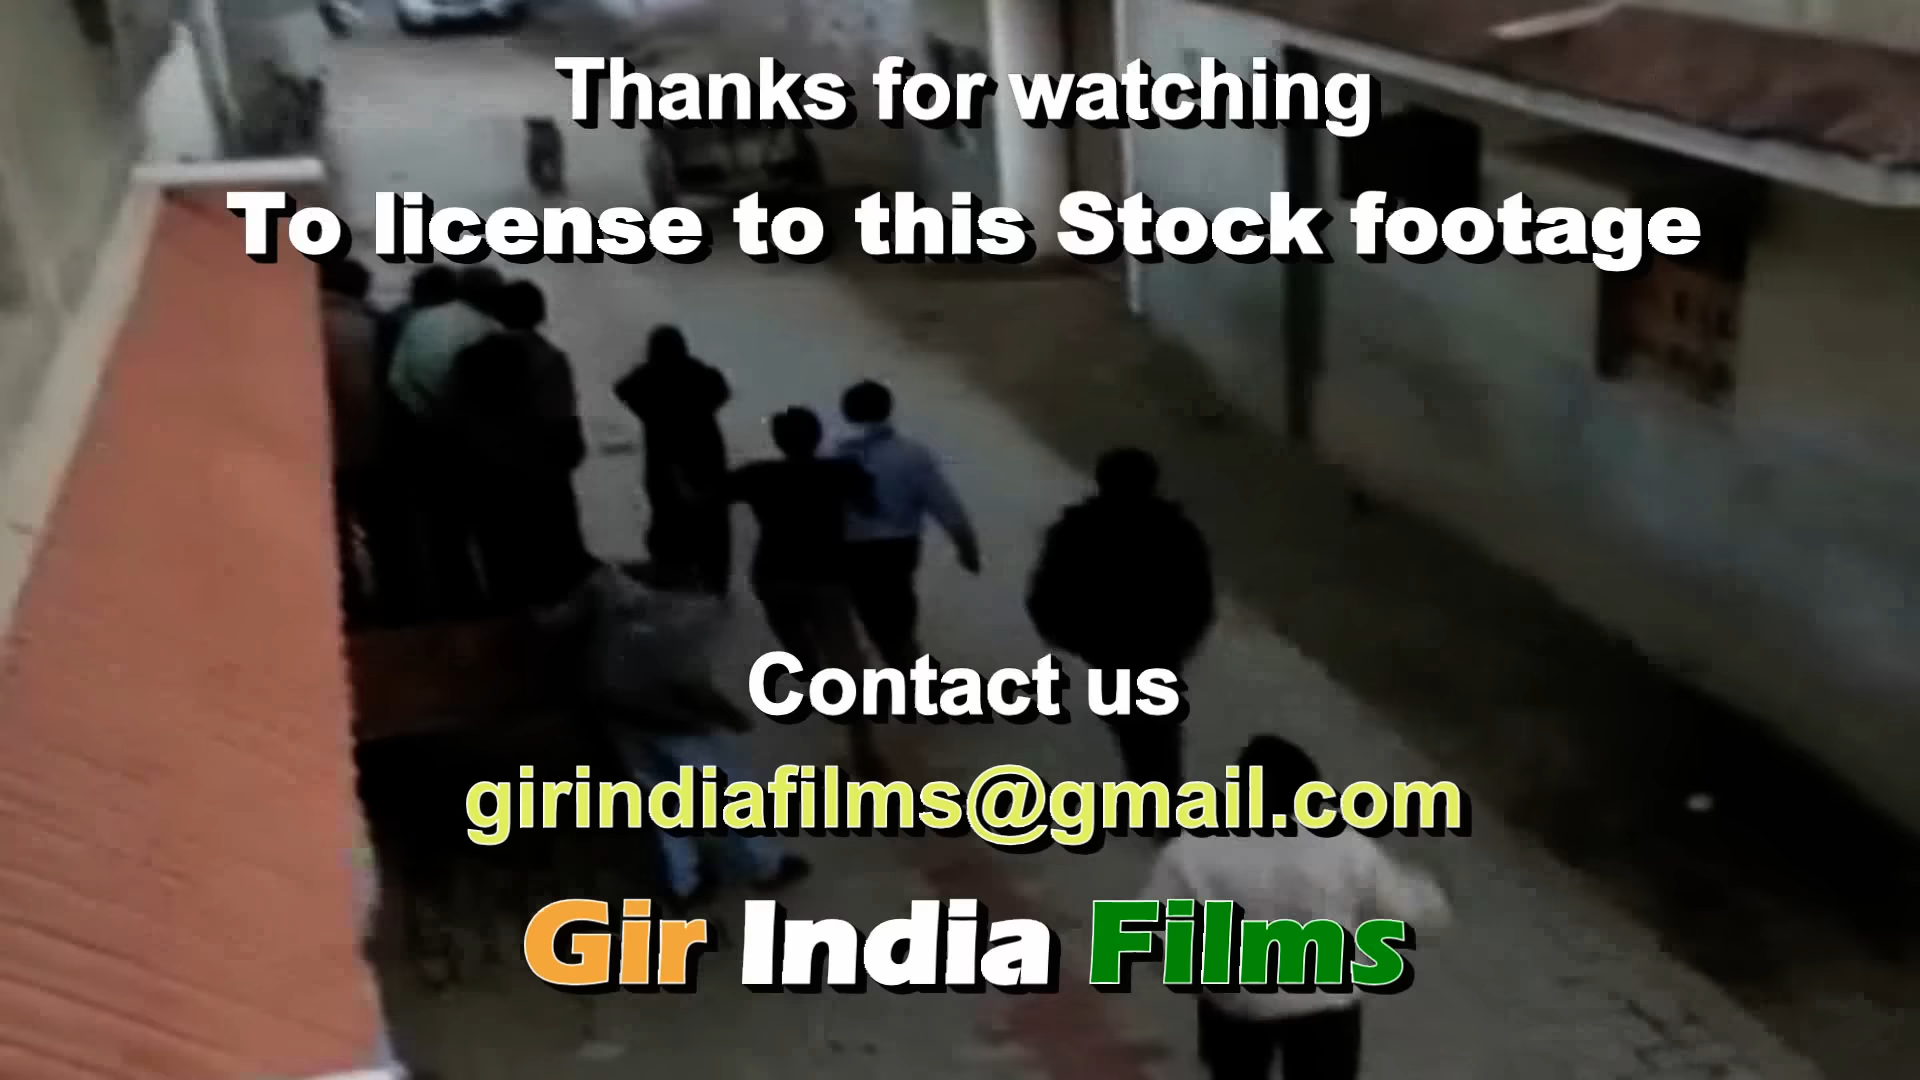 Thanks for watching
To license to this Stock footage
Contact us
girindiafilms@gmail.com
Gir India Films